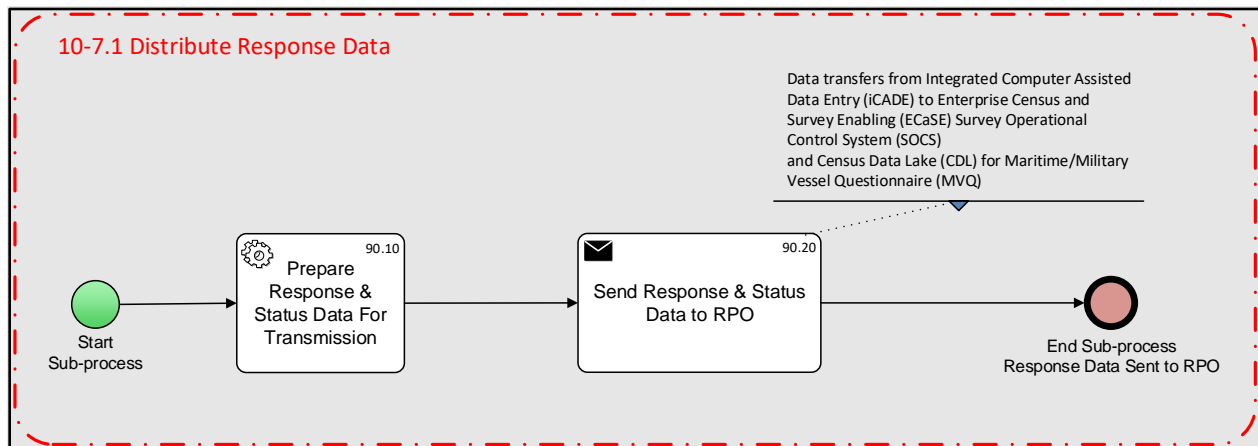 10-7.1 Distribute Response Data
Data transfers from Integrated Computer Assisted
Data Entry (iCADE) to Enterprise Census and
Survey Enabling (ECaSE) Survey Operational
Control System (SOCS)
and Census Data Lake (CDL) for Maritime/Military
Vessel Questionnaire (MVQ)
90.10
Prepare
Response &
Status Data For
Transmission
90.20
Send Response & Status
Data to RPO
Start
Sub-process
End Sub-process
Response Data Sent to RPO